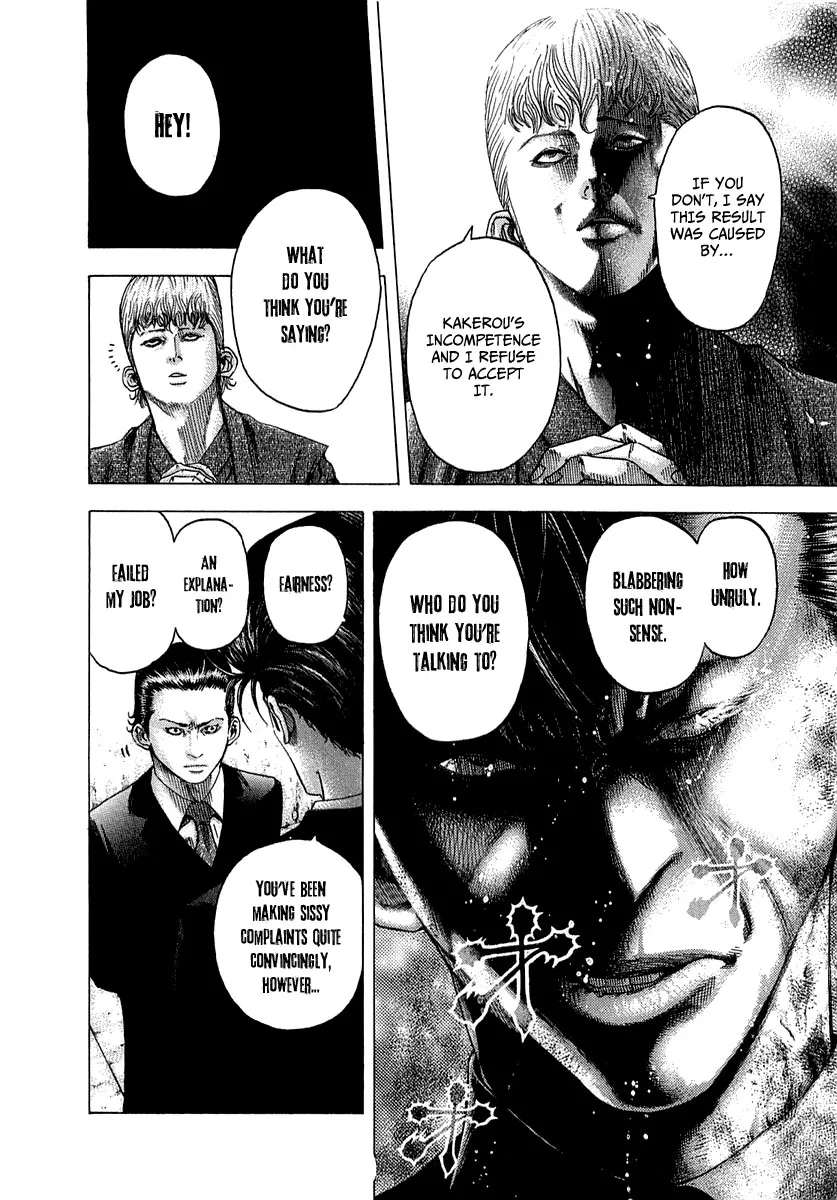 IF YOU
DON'T, I SAY
THIS RESULT
WAS CAUSED
BY...
KAKEROU'S
INCOMPETENCE
AND I REFUSE
TO ACCEPT
IT.
HEY!
WHAT
DO YOU
THINK YOU'RE
SAYING?
HOW
UNRULY.
BLABBERING
SUCH NON-
SENSE.
WHO DO YOU
THINK YOU'RE
TALKING TO?
FAIRNESS?
AN
EXPLANA-
TION?
FAILED
MY JOB?
YOU'VE BEEN
MAKING SISSY
COMPLAINTS QUITE
CONVINCINGLY,
HOWEVER...